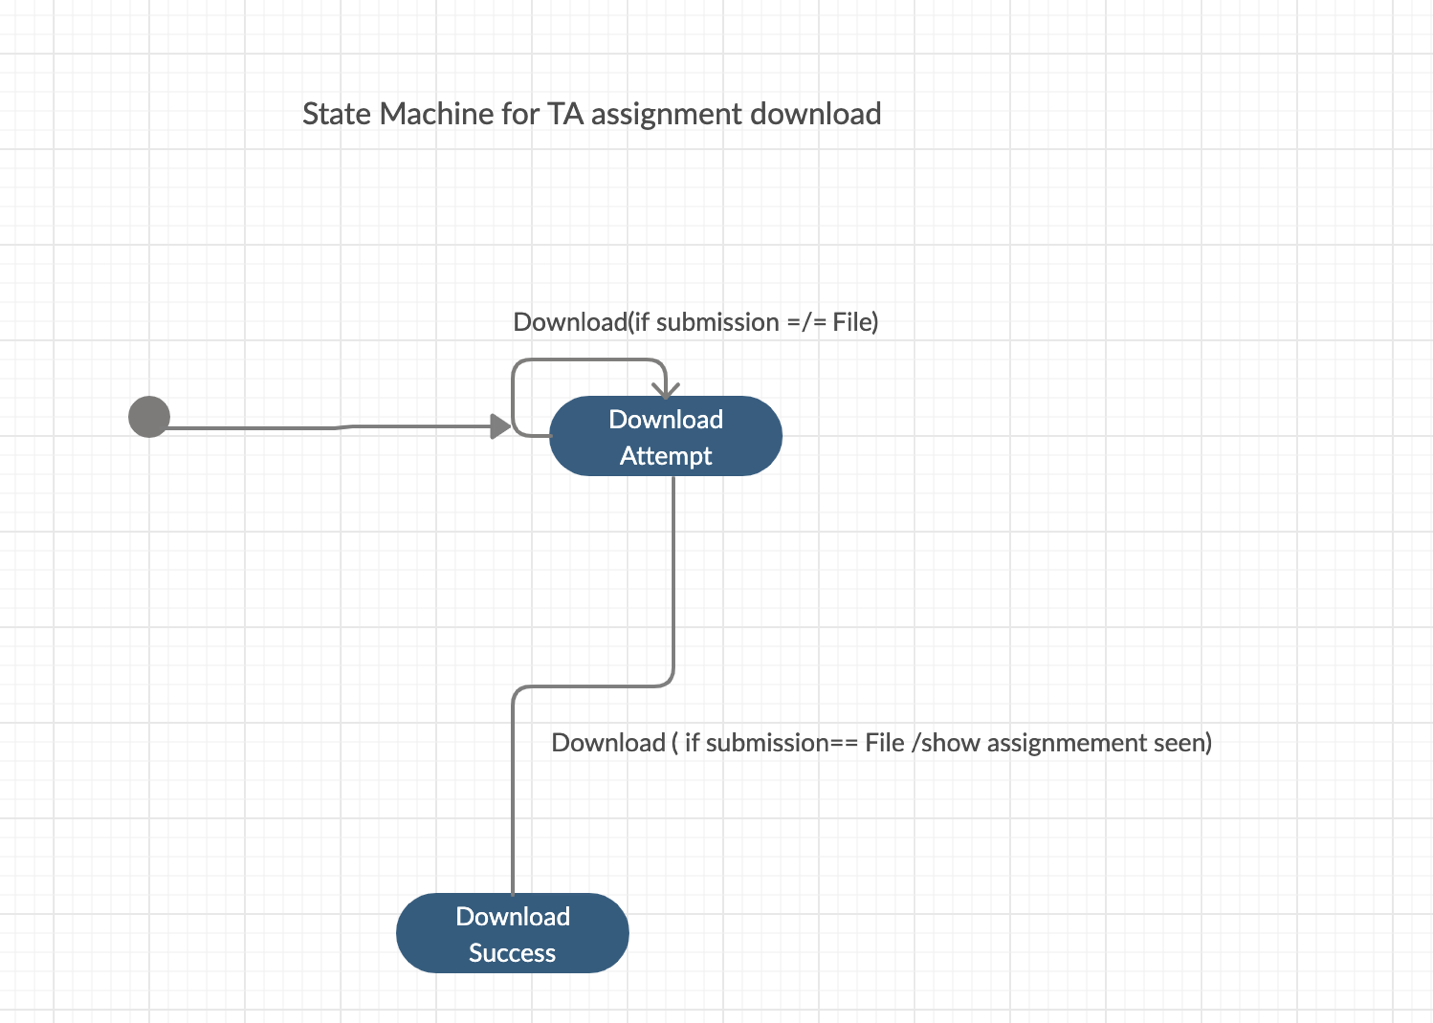 State Machine for TA assignment download
Download(if submission =/= File)
Download
Attempt
Download ( if submission== File /show assignmement seen)
Download
Success